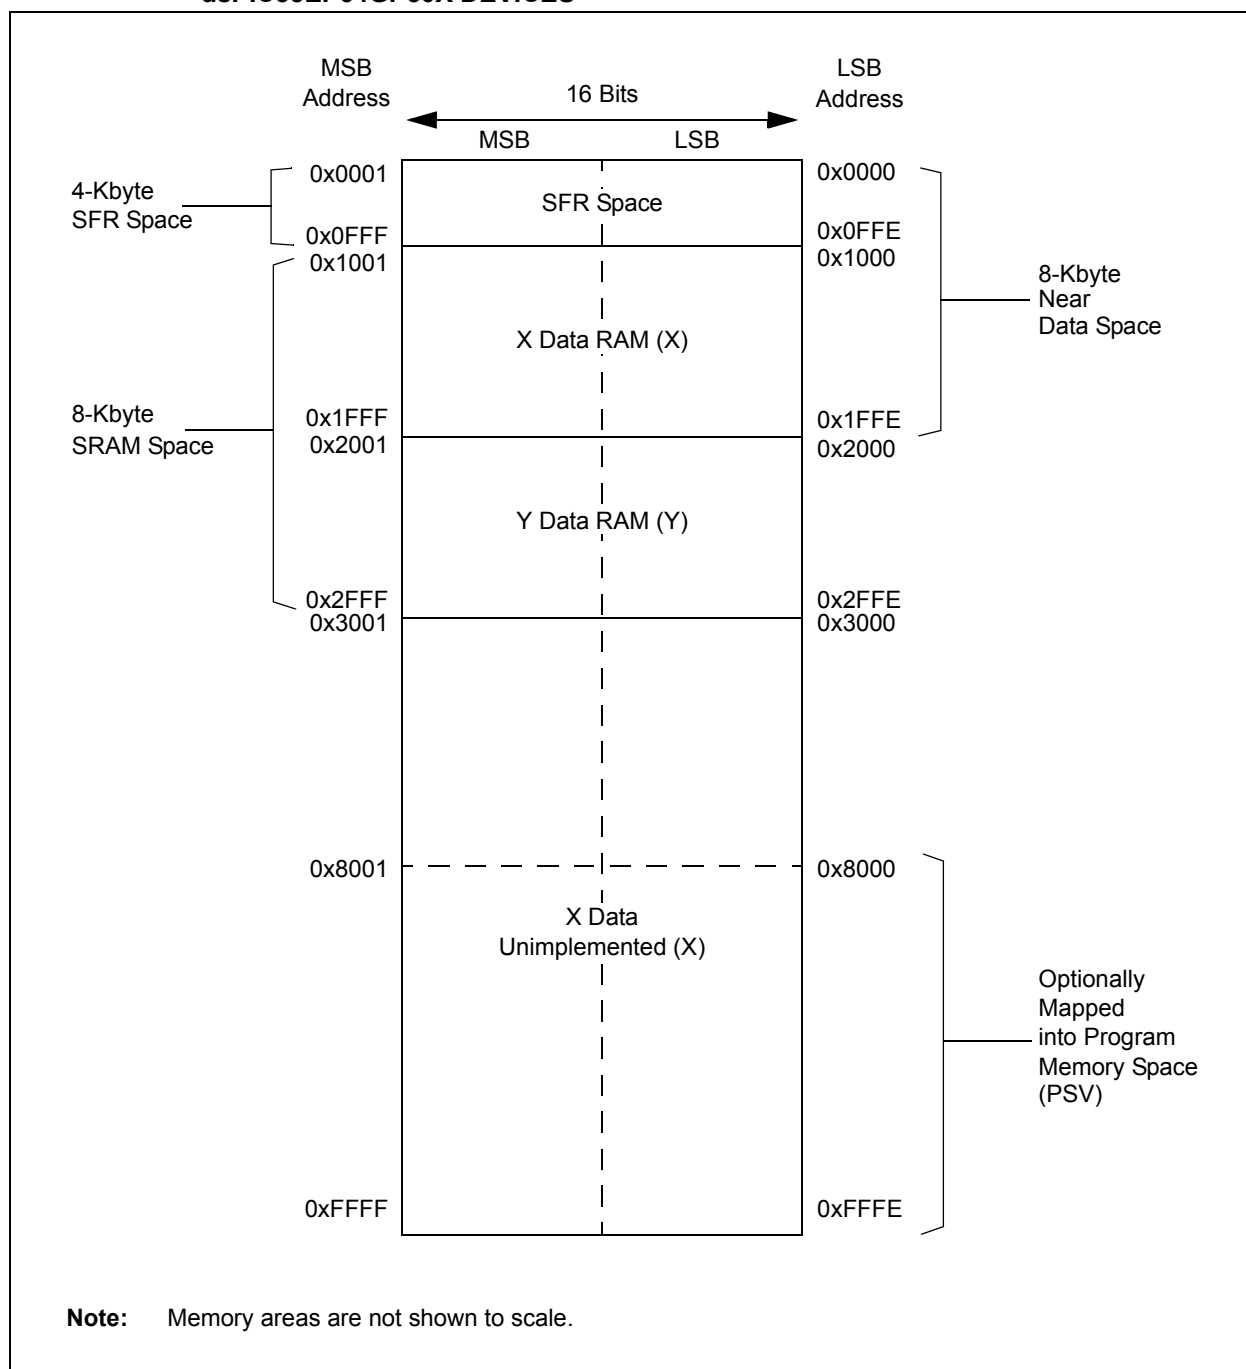 MSB
Address
16 Bits
LSB
Address
MSB
LSB
4-Kbyte
SFR Space
0x0001
0x0FFF
SFR Space
0x0000
0x0FFE
0x1001
0x1000
8-Kbyte
Near
Data Space
X Data RAM (X)
8-Kbyte
SRAM Space
0x1FFF
0x2001
0x1FFE
0x2000
Y Data RAM (Y)
0x2FFF
0x3001
0x2FFE
0x3000
0x8001
0x8000
X Data
Unimplemented (X)
Optionally
Mapped
into Program
Memory Space
(PSV)
0xFFFF
0xFFFE
Note: Memory areas are not shown to scale.